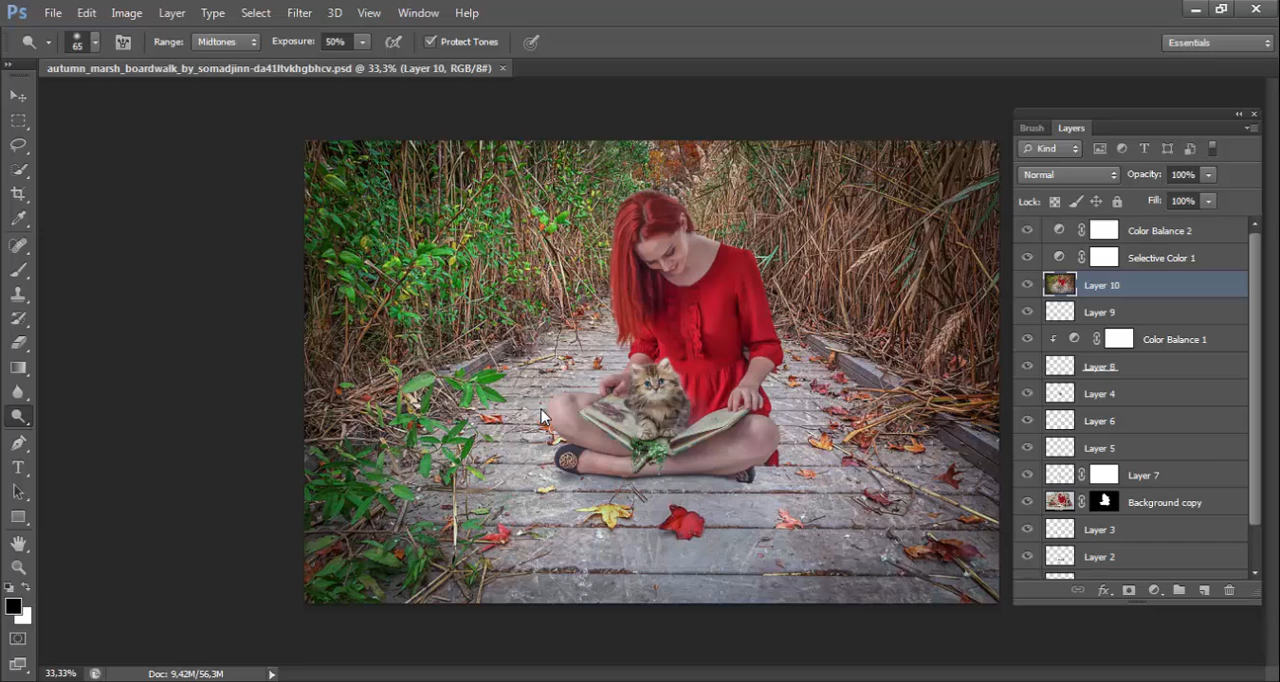 Ps File Edit Image Layer Type Select Filter 3D View Window Help
65 Range: Midtones Exposure: 50% Protect Tones Essentials
autumn_marsh_boardwalk_by_somadjinn-da41ltvkhgbhcv.psd @ 33,3% (Layer 10, RGB/8#) ×
Brush Layers
Kind T
Normal Opacity: 100%
Lock: Fill: 100%
Color Balance 2
Selective Color 1
Layer 10
Layer 9
Color Balance 1
Layer 8
Layer 4
Layer 6
Layer 5
Layer 7
Background copy
Layer 3
Layer 2
T
fx
33,33% Doc: 9,42M/56,3M